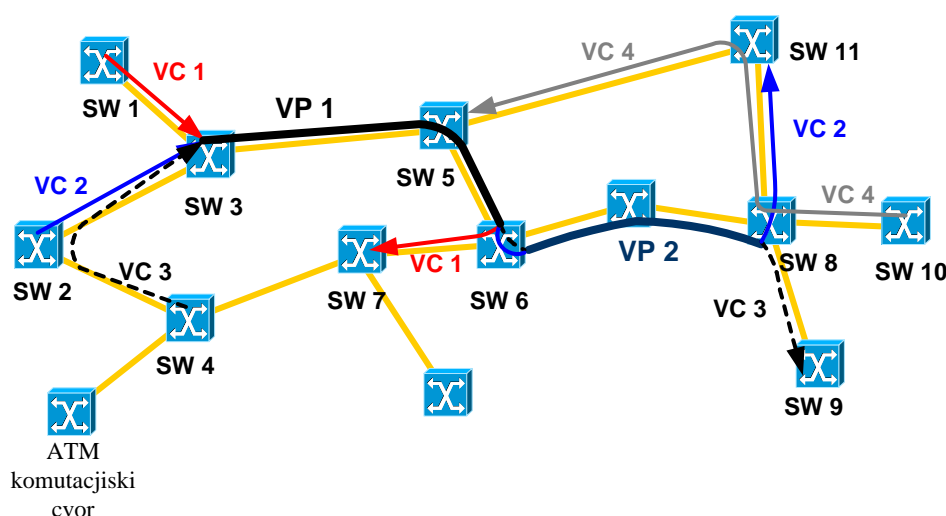 VC 4
SW 11
VC 1
SW 1
VP 1
VC 2
SW 5
VC 2
SW 3
VC 4
VC 3
VC 1
VP 2
SW 8
SW 2
SW 7
SW 6
SW 10
VC 3
SW 4
SW 9
ATM
komutacjiski
cvor